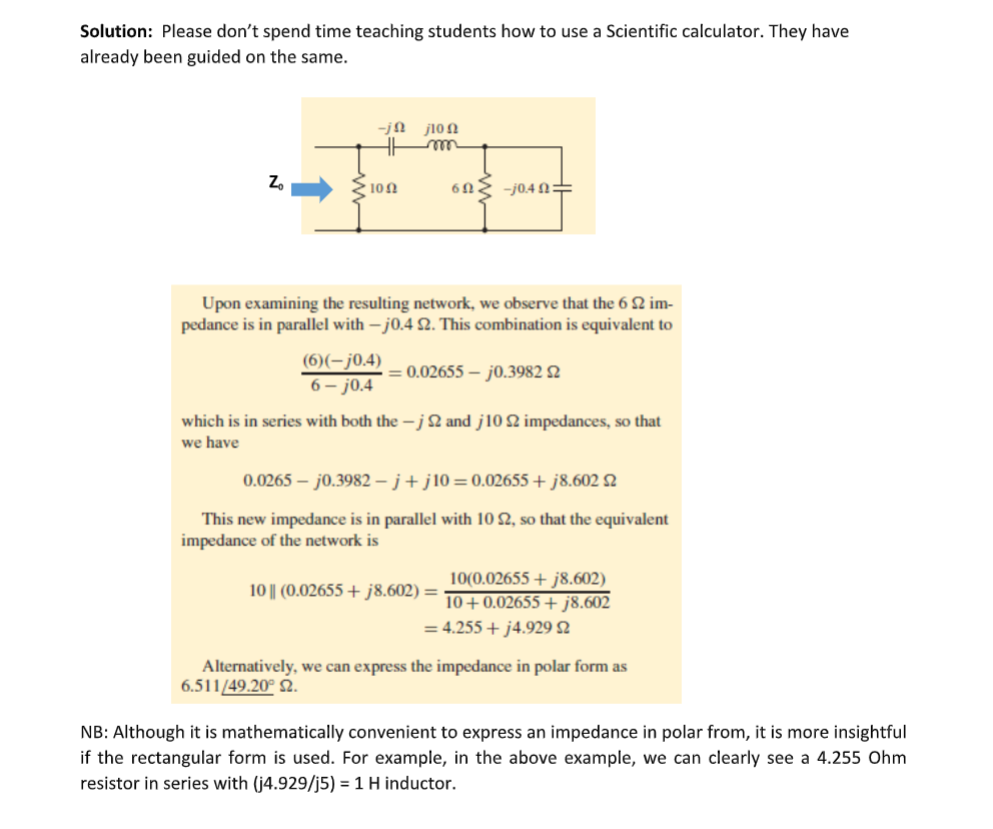 Solution: Please don't spend time teaching students how to use a Scientific calculator. They have
already been guided on the same.
-jΩ j10 Ω
Zₒ
10 Ω 6 Ω -j0.4 Ω
Upon examining the resulting network, we observe that the 6 Ω im-
pedance is in parallel with −j0.4 Ω. This combination is equivalent to
(6)(−j0.4)
6 − j0.4
= 0.02655 − j0.3982 Ω
which is in series with both the −j Ω and j10 Ω impedances, so that
we have
0.0265 − j0.3982 − j + j10 = 0.02655 + j8.602 Ω
This new impedance is in parallel with 10 Ω, so that the equivalent
impedance of the network is
10 || (0.02655 + j8.602) =
10(0.02655 + j8.602)
10 + 0.02655 + j8.602
= 4.255 + j4.929 Ω
Alternatively, we can express the impedance in polar form as
6.511/49.20° Ω.
NB: Although it is mathematically convenient to express an impedance in polar from, it is more insightful
if the rectangular form is used. For example, in the above example, we can clearly see a 4.255 Ohm
resistor in series with (j4.929/j5) = 1 H inductor.